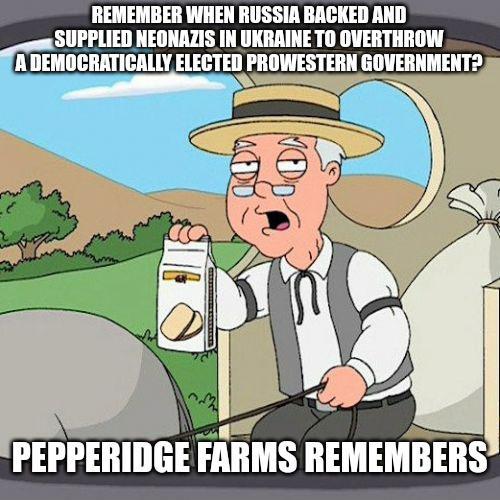 REMEMBER WHEN RUSSIA BACKED AND
SUPPLIED NEONAZIS IN UKRAINE TO OVERTHROW
A DEMOCRATICALLY ELECTED PROWESTERN GOVERNMENT?
PEPPERIDGE FARMS REMEMBERS